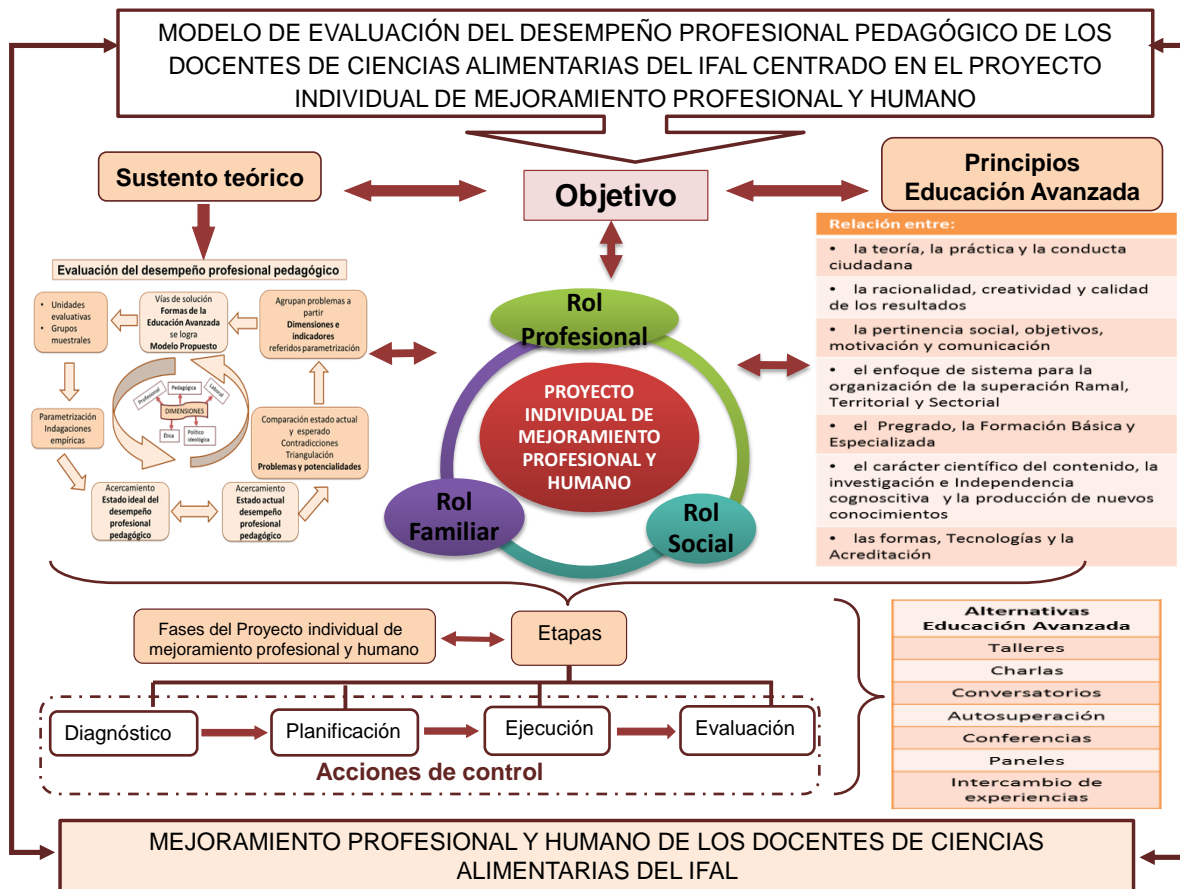 MODELO DE EVALUACIÓN DEL DESEMPEÑO PROFESIONAL PEDAGÓGICO DE LOS
DOCENTES DE CIENCIAS ALIMENTARIAS DEL IFAL CENTRADO EN EL PROYECTO
INDIVIDUAL DE MEJORAMIENTO PROFESIONAL Y HUMANO
Sustento teórico
Objetivo
Principios
Educación Avanzada
Evaluación del desempeño profesional pedagógico
• Unidades
evaluativas
• Grupos
muestrales
Vías de solución
Formas de la
Educación Avanzada
se logra
Modelo Propuesto
Agrupan problemas a
partir
Dimensiones e
indicadores
referidos parametrización
Profesional
Pedagógica
Laboral
DIMENSIONES
Ética
Político
ideológica
Parametrización
Indagaciones
empíricas
Comparación estado actual
y esperado
Contradicciones
Triangulación
Problemas y potencialidades
Acercamiento
Estado ideal del
desempeño
profesional
pedagógico
Acercamiento
Estado actual
desempeño
profesional
pedagógico
Rol
Profesional
PROYECTO
INDIVIDUAL DE
MEJORAMIENTO
PROFESIONAL Y
HUMANO
Rol
Familiar
Rol
Social
Relación entre:
• la teoría, la práctica y la conducta
ciudadana
• la racionalidad, creatividad y calidad
de los resultados
• la pertinencia social, objetivos,
motivación y comunicación
• el enfoque de sistema para la
organización de la superación Ramal,
Territorial y Sectorial
• el Pregrado, la Formación Básica y
Especializada
• el carácter científico del contenido, la
investigación e Independencia
cognoscitiva y la producción de nuevos
conocimientos
• las formas, Tecnologías y la
Acreditación
Fases del Proyecto individual de
mejoramiento profesional y humano
Etapas
Diagnóstico
Planificación
Ejecución
Evaluación
Acciones de control
Alternativas
Educación Avanzada
Talleres
Charlas
Conversatorios
Autosuperación
Conferencias
Paneles
Intercambio de
experiencias
MEJORAMIENTO PROFESIONAL Y HUMANO DE LOS DOCENTES DE CIENCIAS
ALIMENTARIAS DEL IFAL